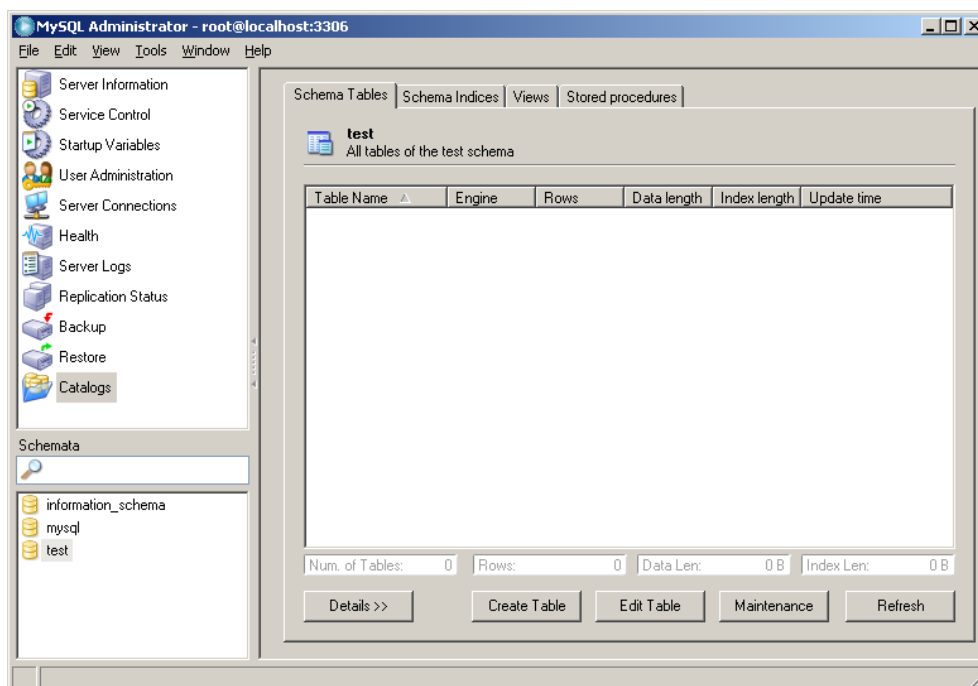 MySQL Administrator - root@localhost:3306
File Edit View Tools Window Help
Server Information
Service Control
Startup Variables
User Administration
Server Connections
Health
Server Logs
Replication Status
Backup
Restore
Catalogs
Schemata
information_schema
mysql
test
Schema Tables Schema Indices Views Stored procedures
test
All tables of the test schema
Table Name Engine Rows Data length Index length Update time
Num. of Tables: 0 Rows: 0 Data Len: 0 B Index Len: 0 B
Details >> Create Table Edit Table Maintenance Refresh